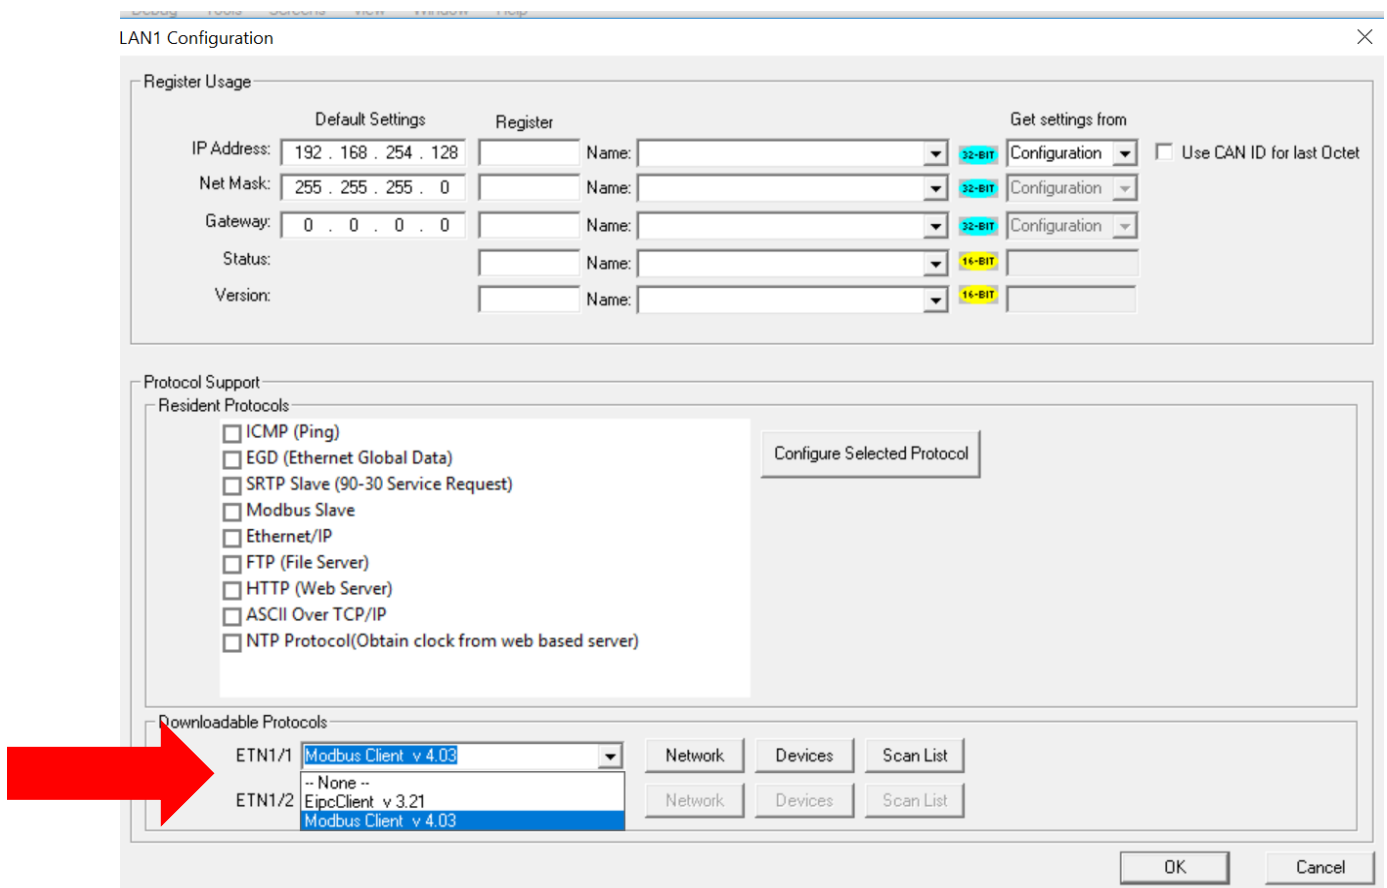 Debug Tools Screens View Window Help
LAN1 Configuration
Register Usage
Default Settings Register Get settings from
IP Address: 192 . 168 . 254 . 128 Name: 32-BIT Configuration Use CAN ID for last Octet
Net Mask: 255 . 255 . 255 . 0 Name: 32-BIT Configuration
Gateway: 0 . 0 . 0 . 0 Name: 32-BIT Configuration
Status: Name: 16-BIT
Version: Name: 16-BIT
Protocol Support
Resident Protocols
ICMP (Ping)
EGD (Ethernet Global Data)
Configure Selected Protocol
SRTP Slave (90-30 Service Request)
Modbus Slave
Ethernet/IP
FTP (File Server)
HTTP (Web Server)
ASCII Over TCP/IP
NTP Protocol(Obtain clock from web based server)
Downloadable Protocols
ETN1/1 Modbus Client v 4.03 Network Devices Scan List
-- None --
ETN1/2 EipcClient v 3.21 Network Devices Scan List
Modbus Client v 4.03
OK Cancel